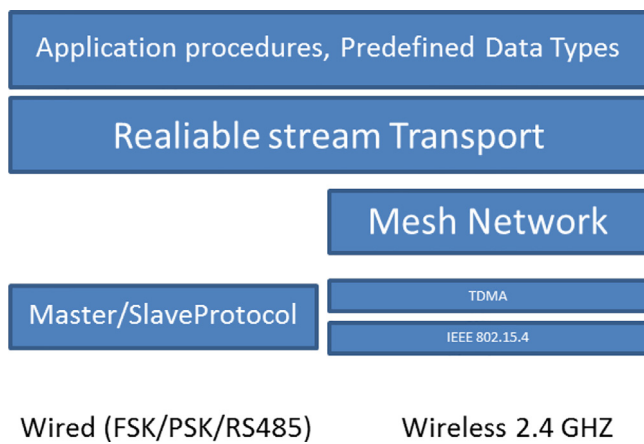 Application procedures, Predefined Data Types
Realiable stream Transport
Mesh Network
Master/SlaveProtocol
TDMA
IEEE 802.15.4
Wired (FSK/PSK/RS485)
Wireless 2.4 GHZ